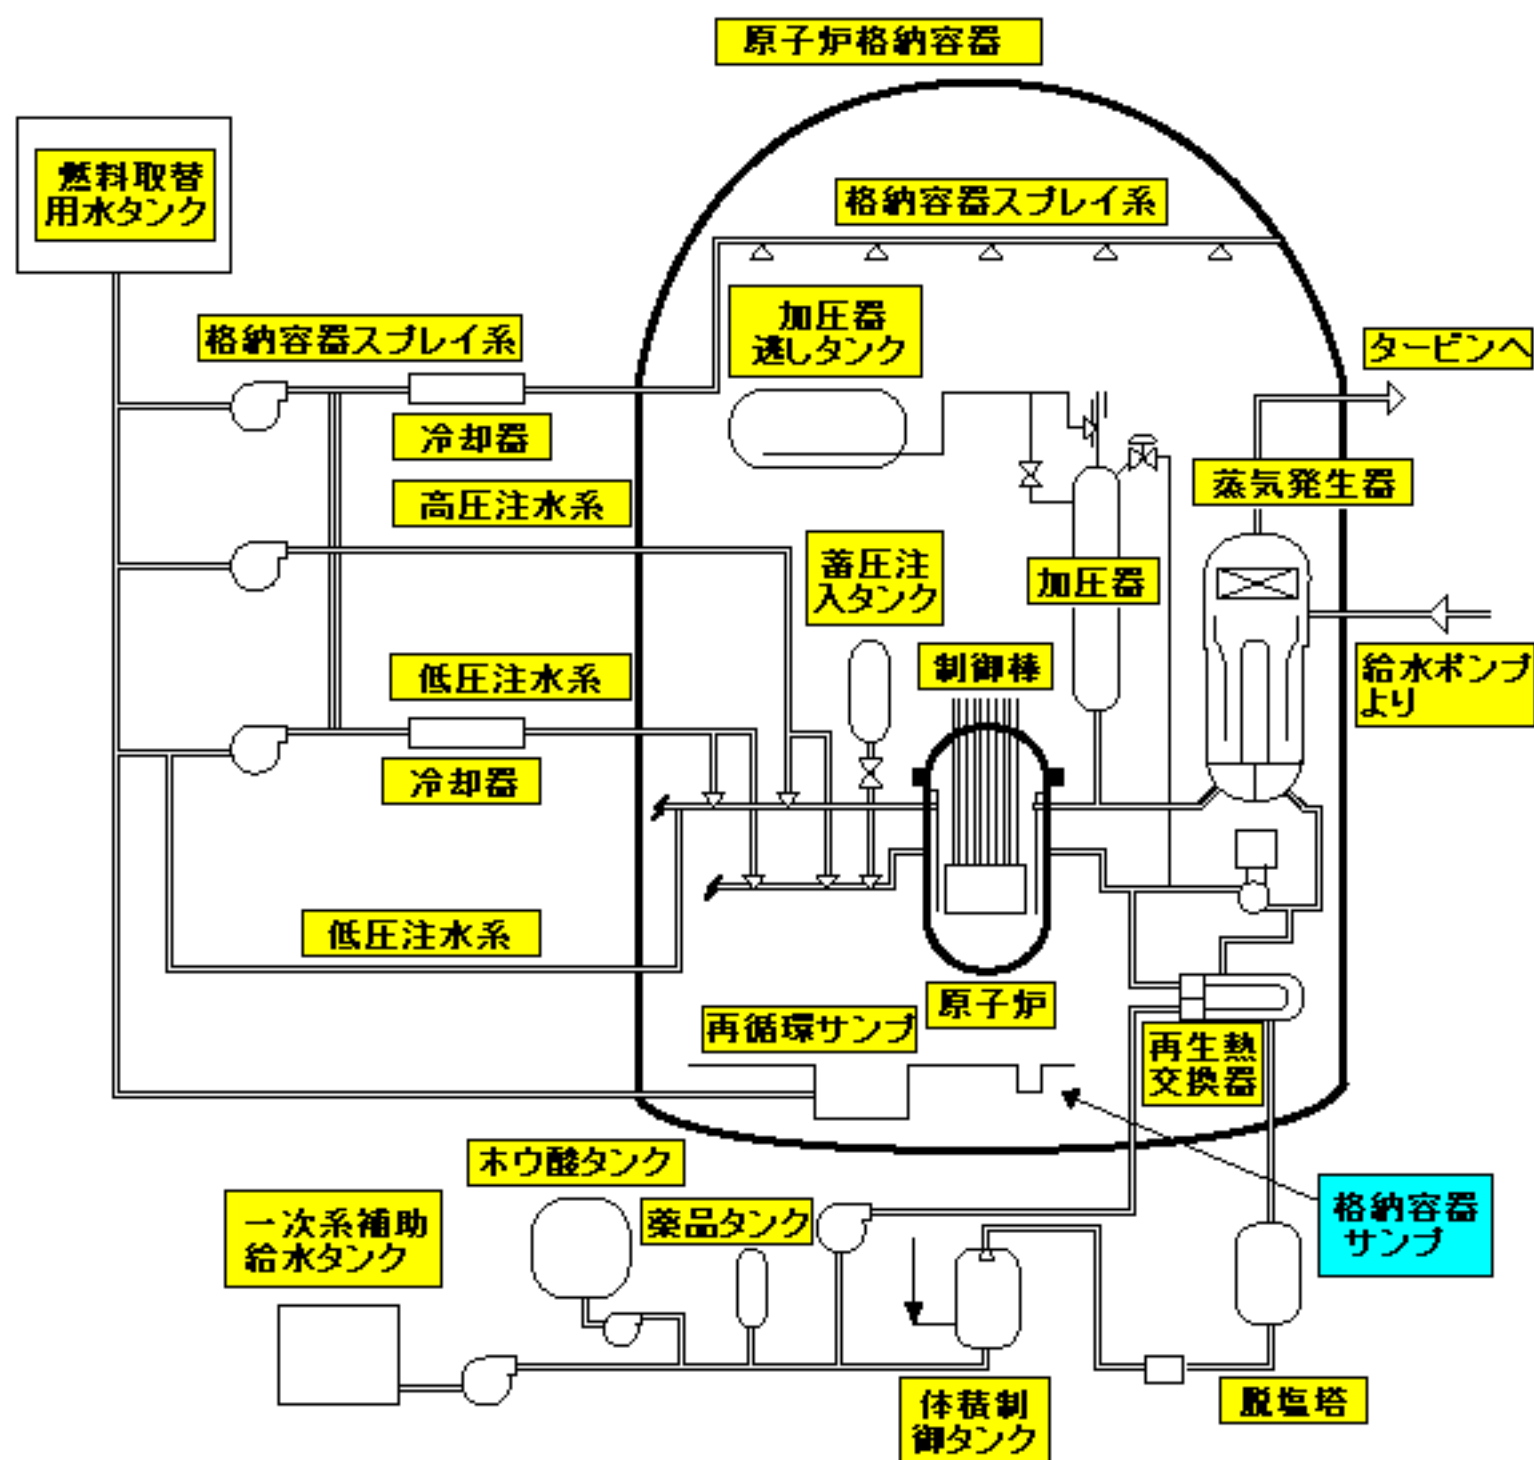 原子炉格納容器
燃料取替
用水タンク
格納容器スプレイ系
加圧器
逃しタンク
格納容器スプレイ系
タービンへ
冷却器
蒸気発生器
高圧注水系
蓄圧注
入タンク
加圧器
制御棒
低圧注水系
給水ポンプ
より
冷却器
低圧注水系
原子炉
再循環サンプ
再生熱
交換器
ホウ酸タンク
格納容器
サンプ
一次系補助
給水タンク
薬品タンク
体積制
御タンク
脱塩塔